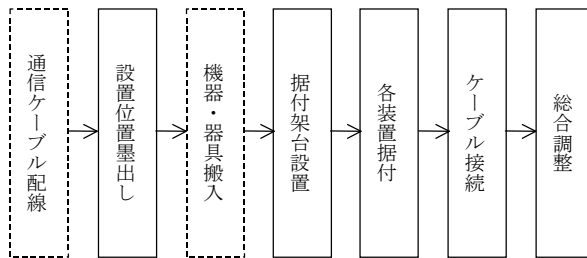 通信ケーブル配線
設置位置墨出し
機器・器具搬入
据付架台設置
各装置据付
ケーブル接続
総合調整